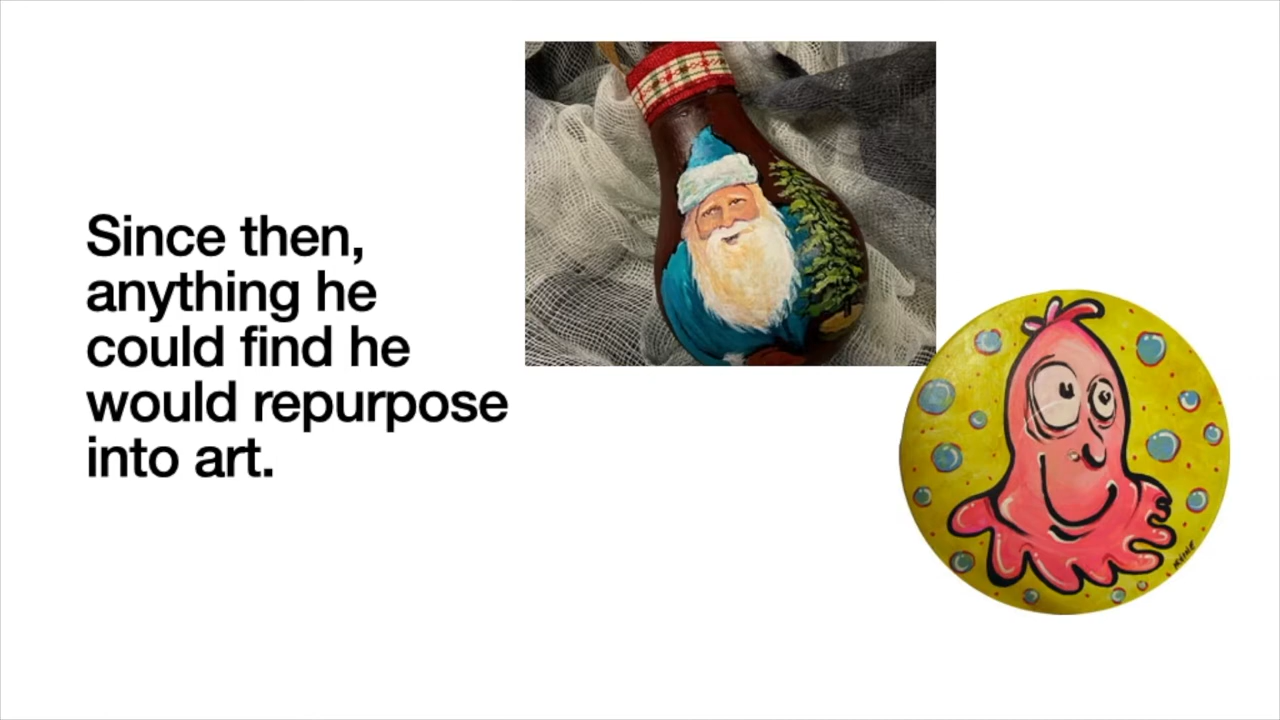 Since then,
anything he
could find he
would repurpose
into art.